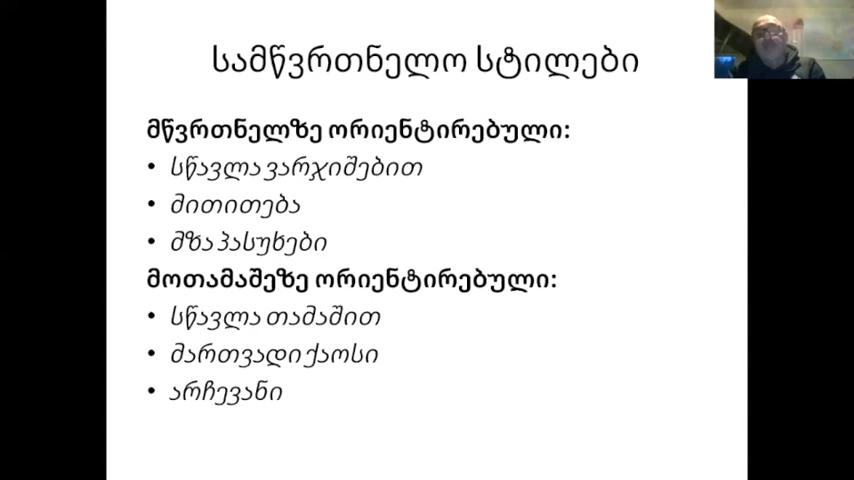 სამწვრთნელო სტილები
მწვრთნელზე ორიენტირებული:
• სწავლა ვარჯიშებით
• მითითება
• მზა პასუხები
მოთამაშეზე ორიენტირებული:
• სწავლა თამაშით
• მართვადი ქაოსი
• არჩევანი